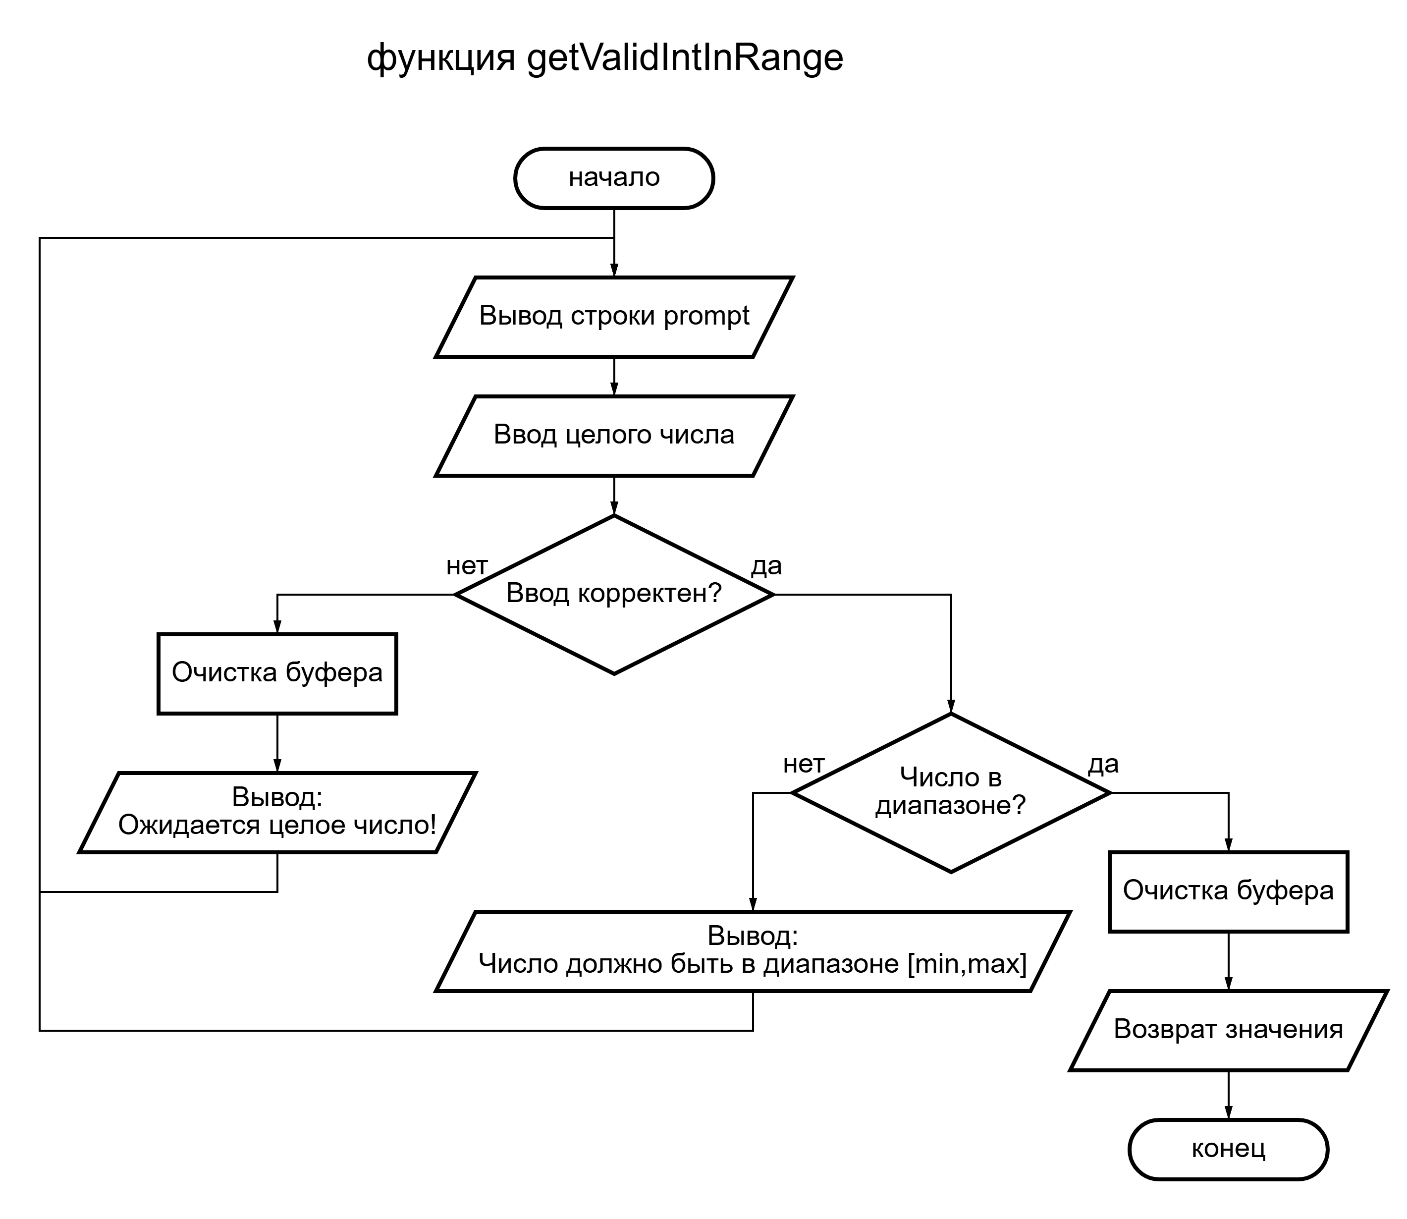 функция getValidIntInRange
начало
Вывод строки prompt
Ввод целого числа
нет
да
Ввод корректен?
Очистка буфера
нет
да
Число в
диапазоне?
Вывод:
Ожидается целое число!
Очистка буфера
Вывод:
Число должно быть в диапазоне [min,max]
Возврат значения
конец